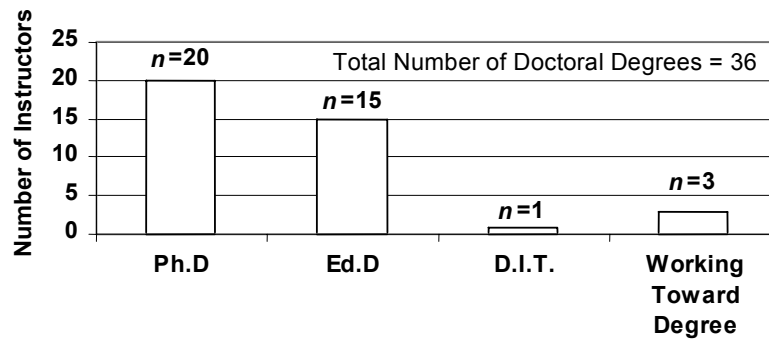 Number of Instructors
25
20
15
10
5
0
Total Number of Doctoral Degrees = 36
n=20
n=15
n=1
n=3
Ph.D
Ed.D
D.I.T.
Working
Toward
Degree